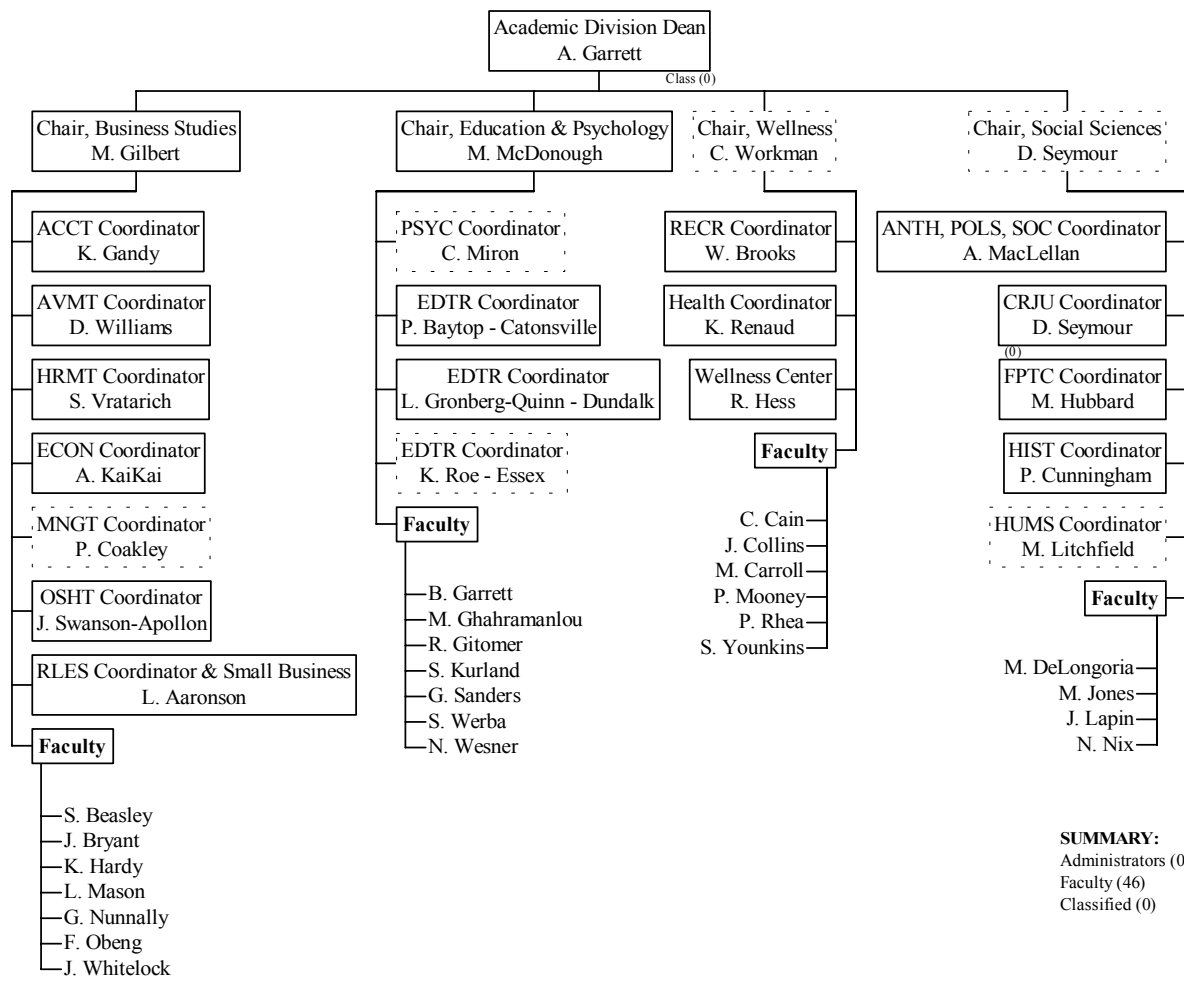 Academic Division Dean
A. Garrett
Class (0)
Chair, Business Studies
M. Gilbert
ACCT Coordinator
K. Gandy
AVMT Coordinator
D. Williams
HRMT Coordinator
S. Vratarich
ECON Coordinator
A. KaiKai
MNGT Coordinator
P. Coakley
OSHT Coordinator
J. Swanson-Apollon
RLES Coordinator & Small Business
L. Aaronson
Faculty
S. Beasley
J. Bryant
K. Hardy
L. Mason
G. Nunnally
F. Obeng
J. Whitelock
Chair, Education & Psychology
M. McDonough
PSYC Coordinator
C. Miron
EDTR Coordinator
P. Baytop - Catonsville
EDTR Coordinator
L. Gronberg-Quinn - Dundalk
EDTR Coordinator
K. Roe - Essex
Faculty
B. Garrett
M. Ghahramanlou
R. Gitomer
S. Kurland
G. Sanders
S. Werba
N. Wesner
Chair, Wellness
C. Workman
RECR Coordinator
W. Brooks
Health Coordinator
K. Renaud
Wellness Center
R. Hess
Faculty
C. Cain
J. Collins
M. Carroll
P. Mooney
P. Rhea
S. Younkins
Chair, Social Sciences
D. Seymour
ANTH, POLS, SOC Coordinator
A. MacLellan
CRJU Coordinator
D. Seymour
(0)
FPTC Coordinator
M. Hubbard
HIST Coordinator
P. Cunningham
HUMS Coordinator
M. Litchfield
Faculty
M. DeLongoria
M. Jones
J. Lapin
N. Nix
SUMMARY:
Administrators (0
Faculty (46)
Classified (0)